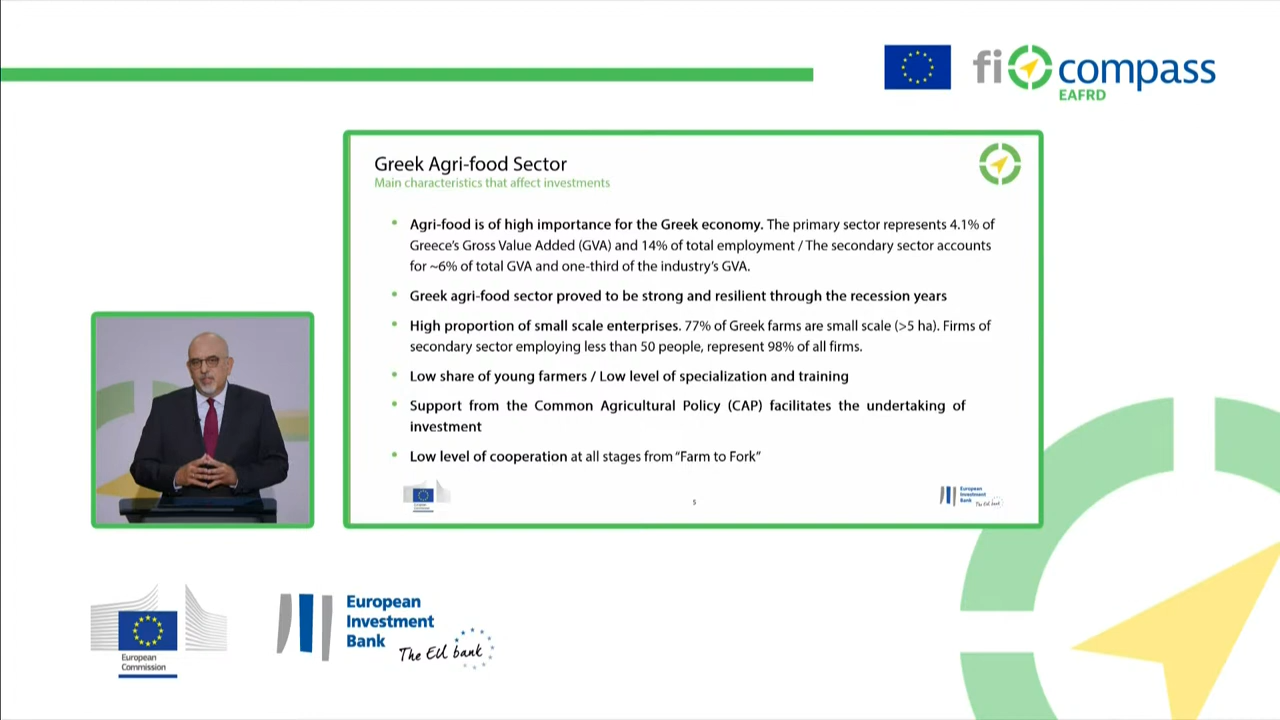 fi compass
EAFRD
Greek Agri-food Sector
Main characteristics that affect investments
• Agri-food is of high importance for the Greek economy. The primary sector represents 4.1% of
Greece's Gross Value Added (GVA) and 14% of total employment / The secondary sector accounts
for ~6% of total GVA and one-third of the industry's GVA.
• Greek agri-food sector proved to be strong and resilient through the recession years
• High proportion of small scale enterprises. 77% of Greek farms are small scale (>5 ha). Firms of
secondary sector employing less than 50 people, represent 98% of all firms.
• Low share of young farmers / Low level of specialization and training
• Support from the Common Agricultural Policy (CAP) facilitates the undertaking of
investment
• Low level of cooperation at all stages from "Farm to Fork"
5
European
Investment
Bank
The EU bank
European
Commission
European
Investment
Bank
The EU bank